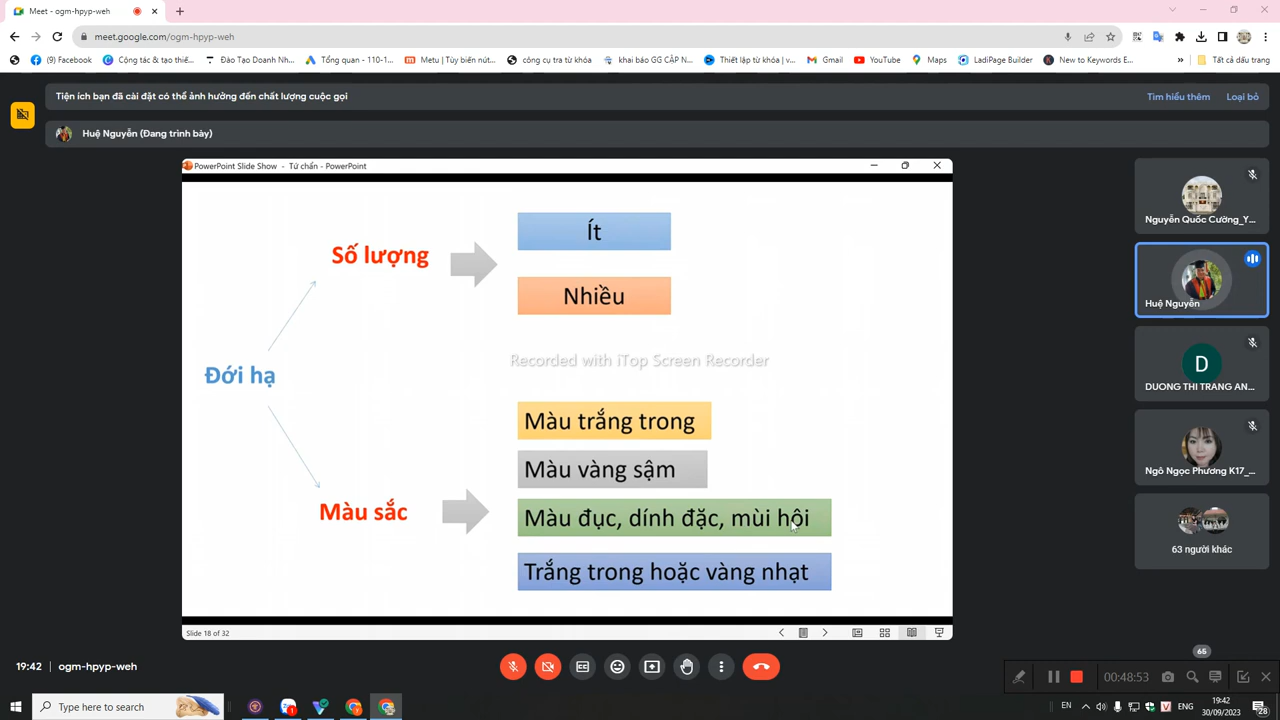 Meet - ogm-hpyp-weh
meet.google.com/ogm-hpyp-weh
(9) Facebook
Công tác & tạo thiế...
Đào Tạo Doanh Nh...
Tổng quan - 110-1...
Metu | Tùy biến nút...
công cụ tra từ khóa
khai báo GG CẬP N...
Thiết lập từ khóa | v...
Gmail
YouTube
Maps
LadiPage Builder
New to Keywords E...
»
Tất cả dấu trang
Tiện ích bạn đã cài đặt có thể ảnh hưởng đến chất lượng cuộc gọi
Tìm hiểu thêm
Loại bỏ
Huệ Nguyễn (Đang trình bày)
PowerPoint Slide Show - Tứ chẩn - PowerPoint
Số lượng
Ít
Nhiều
Recorded with iTop Screen Recorder
Đới hạ
Màu sắc
Màu trắng trong
Màu vàng sậm
Màu đục, dính đặc, mùi hôi
Trắng trong hoặc vàng nhạt
Slide 18 of 32
Nguyễn Quốc Cường_Y...
Huệ Nguyễn
D
DUONG THI TRANG AN...
Ngô Ngọc Phương K17_...
63 người khác
65
19:42
ogm-hpyp-weh
00:48:53
Type here to search
EN
19:42
30/09/2023
28